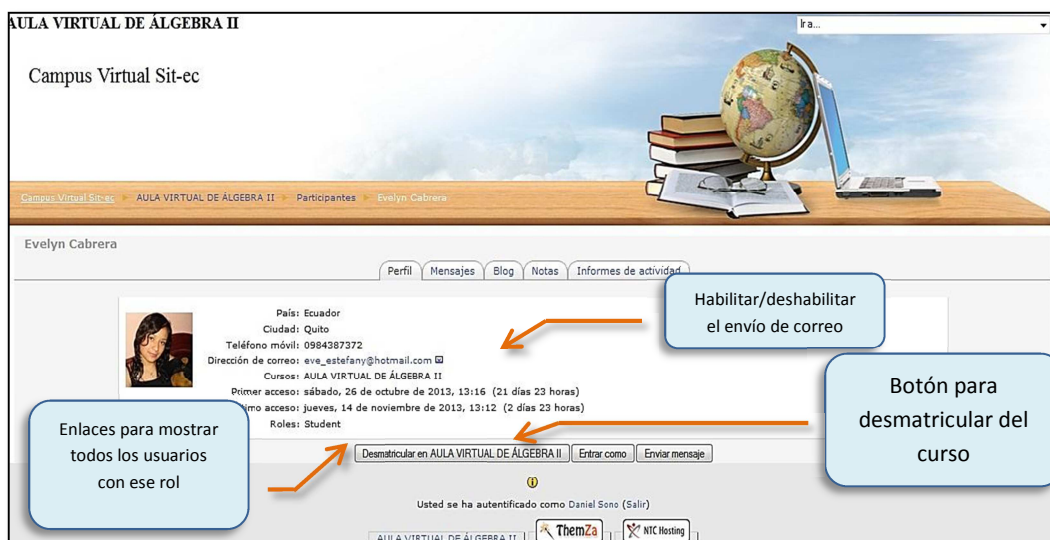 AULA VIRTUAL DE ÁLGEBRA II
Ir a...
Campus Virtual Sit-ec
Campus Virtual Sit-ec ► AULA VIRTUAL DE ÁLGEBRA II ► Participantes ► Evelyn Cabrera
Evelyn Cabrera
Perfil Mensajes Blog Notas Informes de actividad
Habilitar/deshabilitar
el envío de correo
País: Ecuador
Ciudad: Quito
Teléfono móvil: 0984387372
Dirección de correo: eve_estefany@hotmail.com
Cursos: AULA VIRTUAL DE ÁLGEBRA II
Primer acceso: sábado, 26 de octubre de 2013, 13:16 (21 días 23 horas)
imo acceso: jueves, 14 de noviembre de 2013, 13:12 (2 días 23 horas)
Roles: Student
Botón para
desmatricular del
curso
Enlaces para mostrar
todos los usuarios
con ese rol
Desmatricular en AULA VIRTUAL DE ÁLGEBRA II Entrar como Enviar mensaje
Usted se ha autentificado como Daniel Sono (Salir)
AULA VIRTUAL DE ÁLGEBRA II ThemZa NTC Hosting